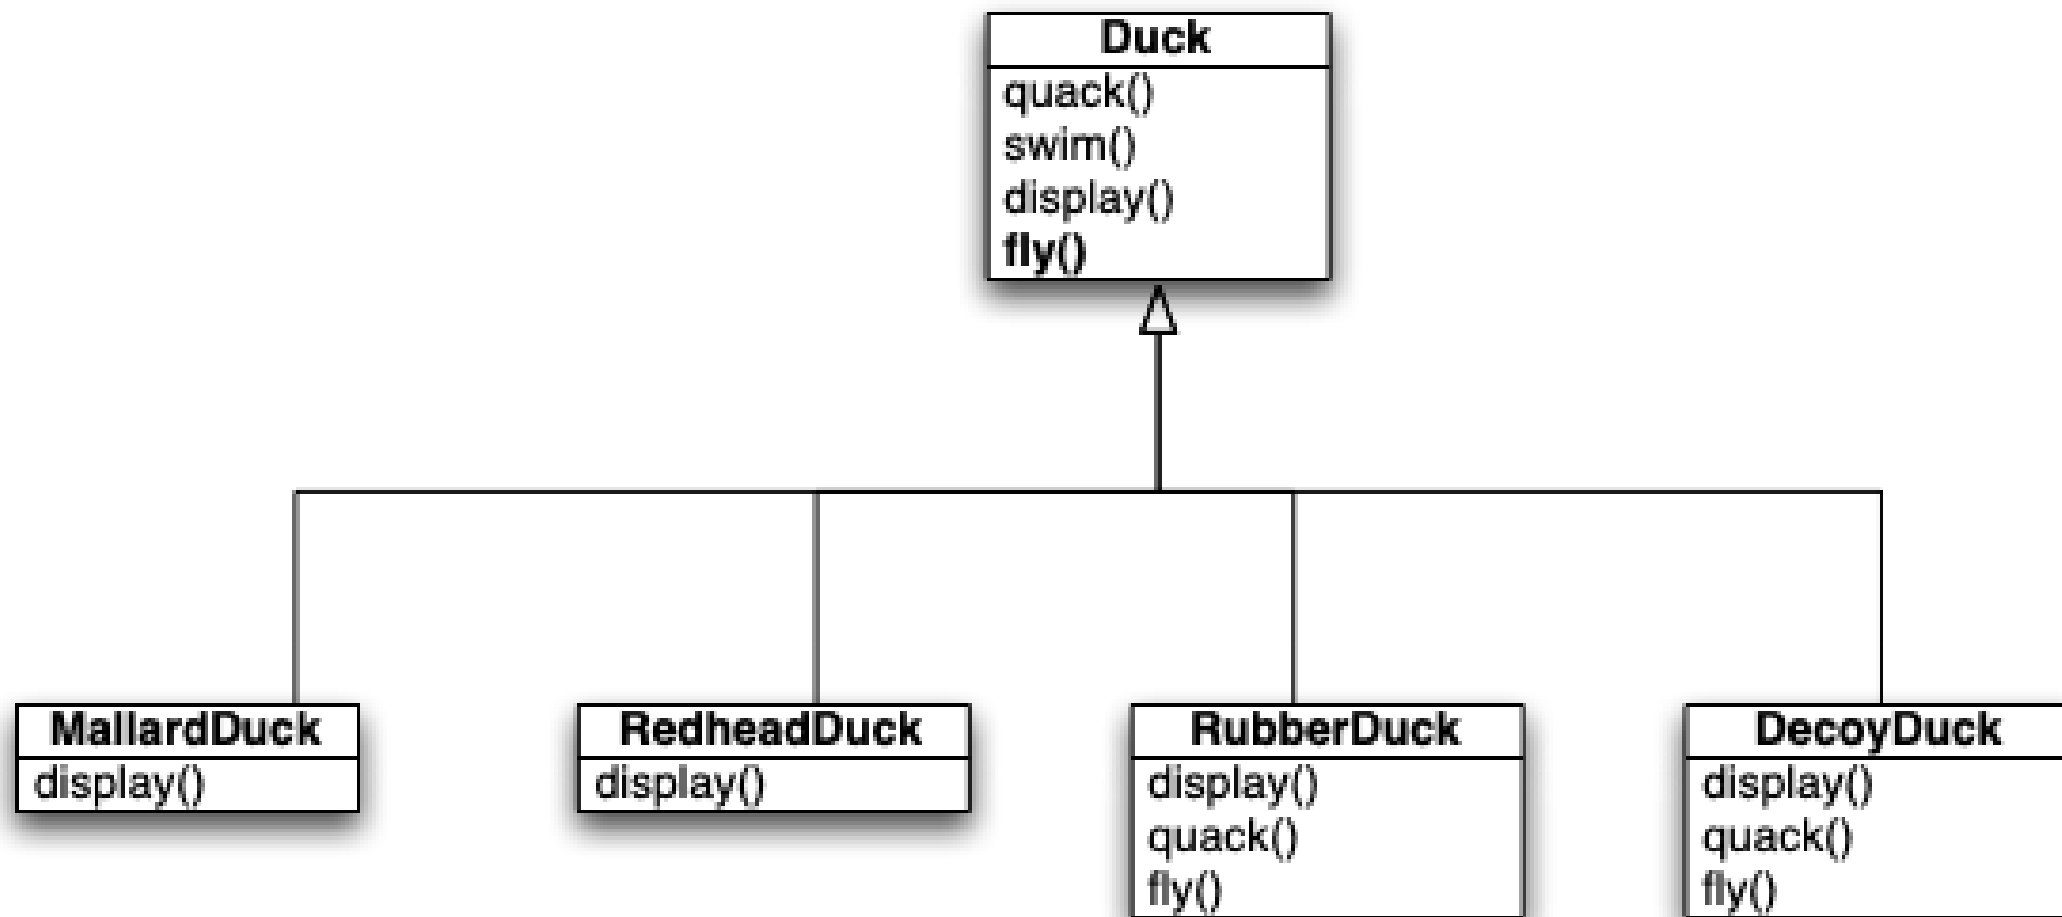 Duck
quack()
swim()
display()
fly()
MallardDuck
display()
RedheadDuck
display()
RubberDuck
display()
quack()
fly()
DecoyDuck
display()
quack()
fly()